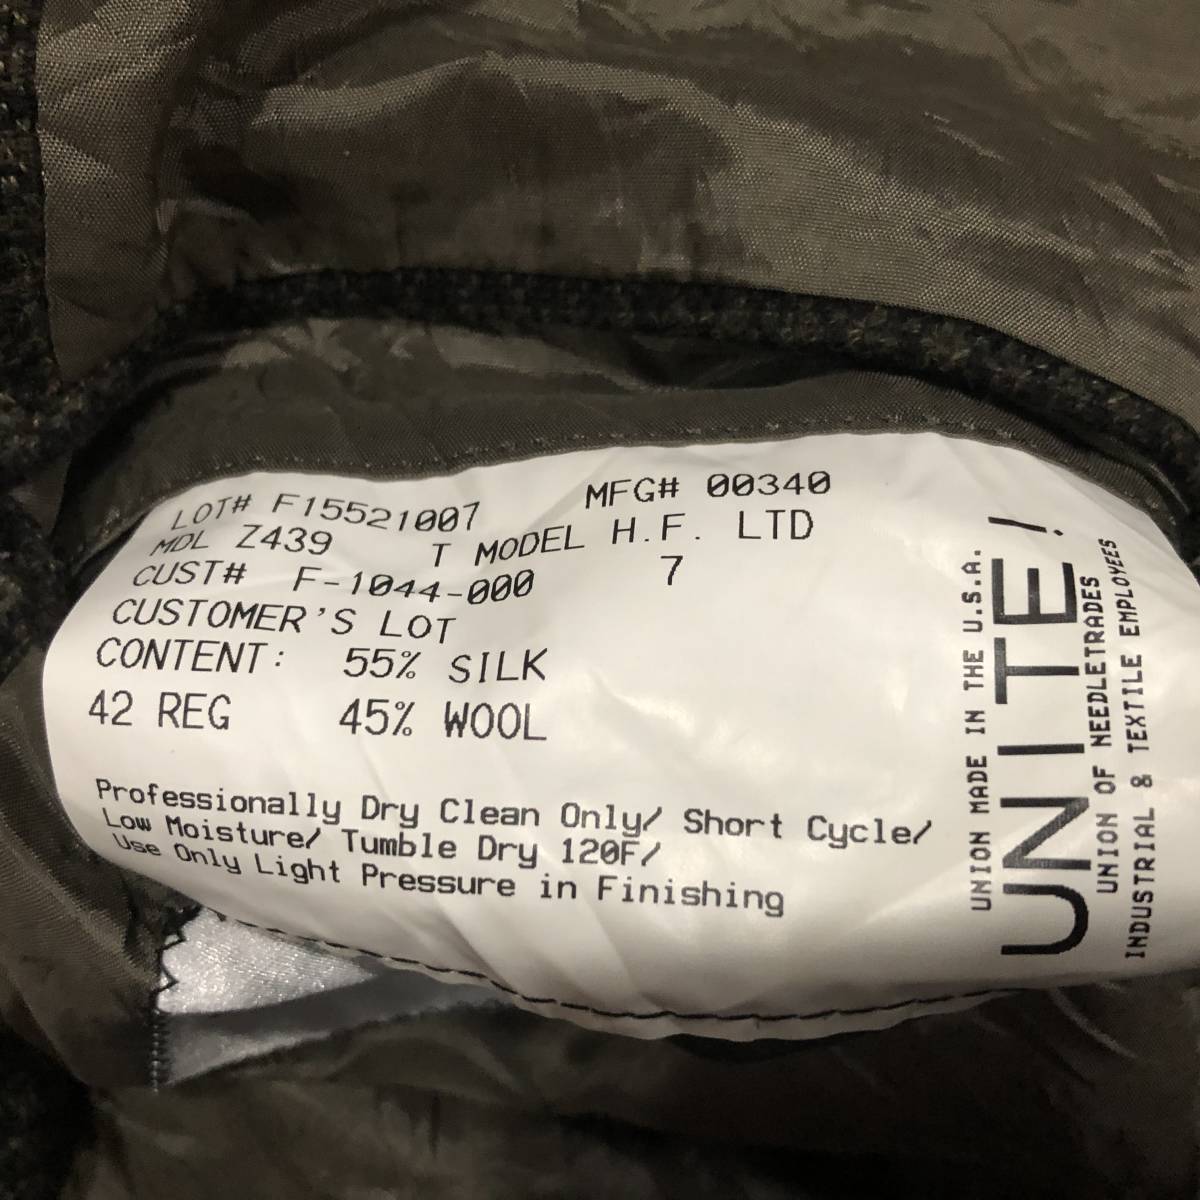 LOT# F15521007 MFG# 00340
MDL Z439 T MODEL H.F. LTD
CUST# F-1044-000 7
CUSTOMER'S LOT
CONTENT: 55% SILK
42 REG 45% WOOL
Professionally Dry Clean Only/ Short Cycle/
Low Moisture/ Tumble Dry 120F/
Use Only Light Pressure in Finishing
UNION MADE IN THE U.S.A.
UNITE!
UNION OF NEEDLETRADES
INDUSTRIAL & TEXTILE EMPLOYEES